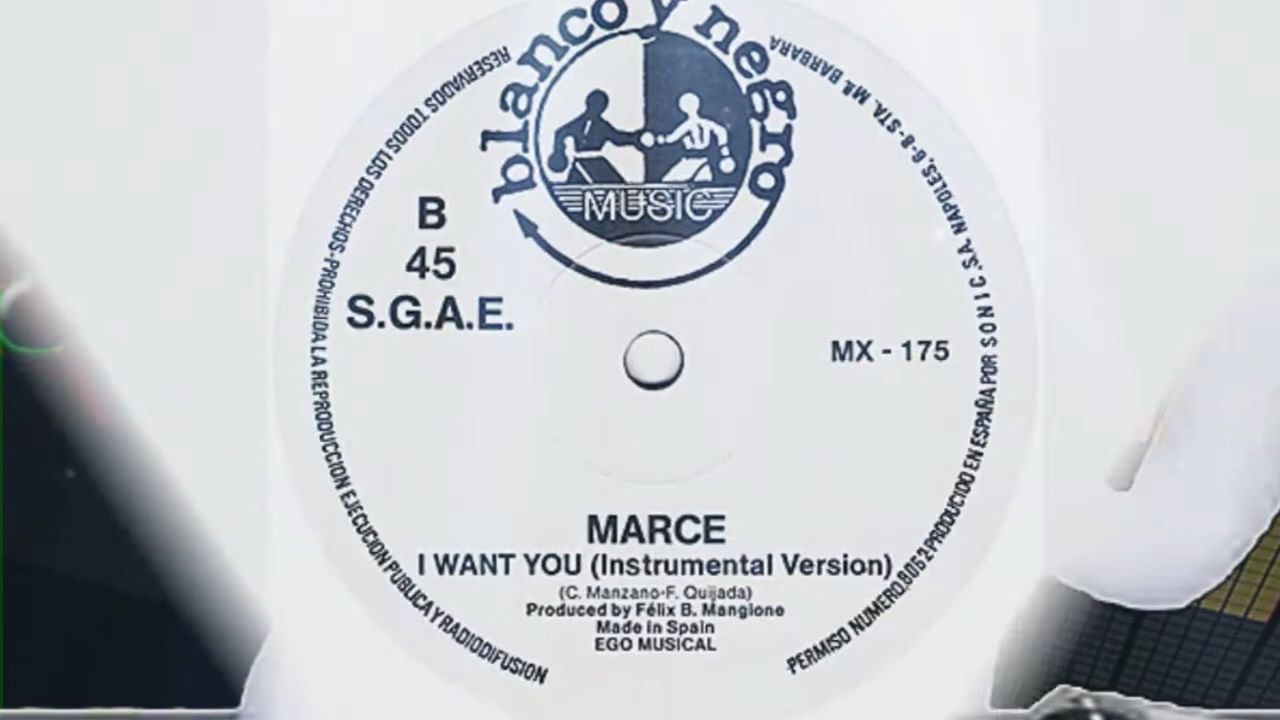 blanco y negro
MUSIC
B
45
S.G.A.E.
MX - 175
MARCE
I WANT YOU (Instrumental Version)
(C. Manzano-F. Quijada)
Produced by Félix B. Mangione
Made in Spain
EGO MUSICAL
RESERVADOS TODOS LOS DERECHOS-PROHIBIDA LA REPRODUCCION EJECUCION PUBLICA Y RADIODIFUSION
PERMISO NUMERO 8052 PRODUCIDO EN ESPAÑA POR SONIC, S.A. NAPOLES, 6-8-STA. Mª. BARBARA